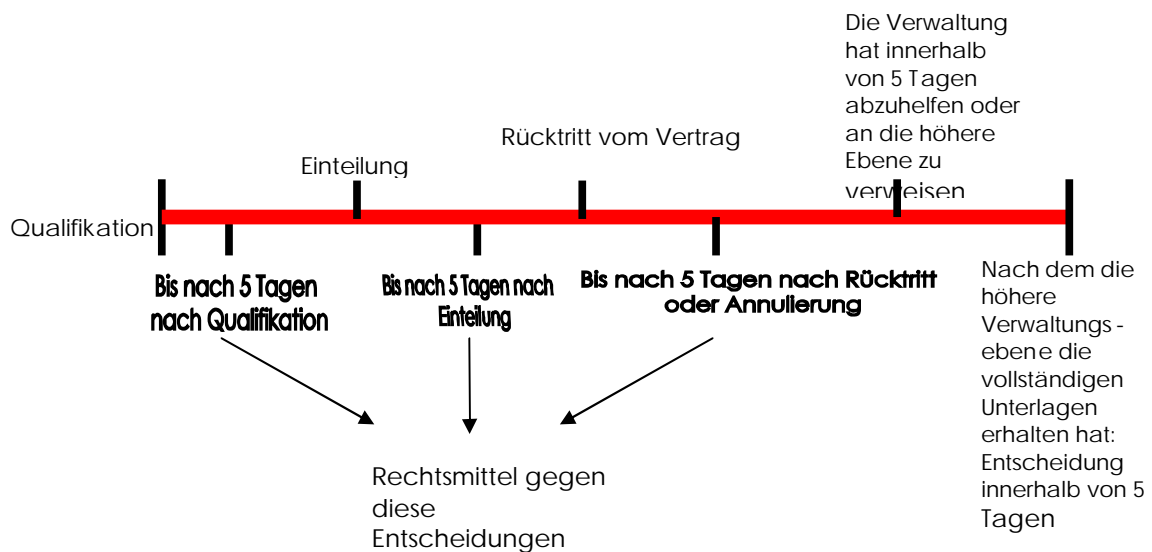 Die Verwaltung
hat innerhalb
von 5 Tagen
abzuhelfen oder
an die höhere
Ebene zu
verweisen
Rücktritt vom Vertrag
Einteilung
Qualifikation
Bis nach 5 Tagen
nach Qualifikation
Bis nach 5 Tagen nach
Einteilung
Bis nach 5 Tagen nach Rücktritt
oder Annulierung
Nach dem die
höhere
Verwaltungs -
ebene die
vollständigen
Unterlagen
erhalten hat:
Entscheidung
innerhalb von 5
Tagen
Rechtsmittel gegen
diese
Entscheidungen